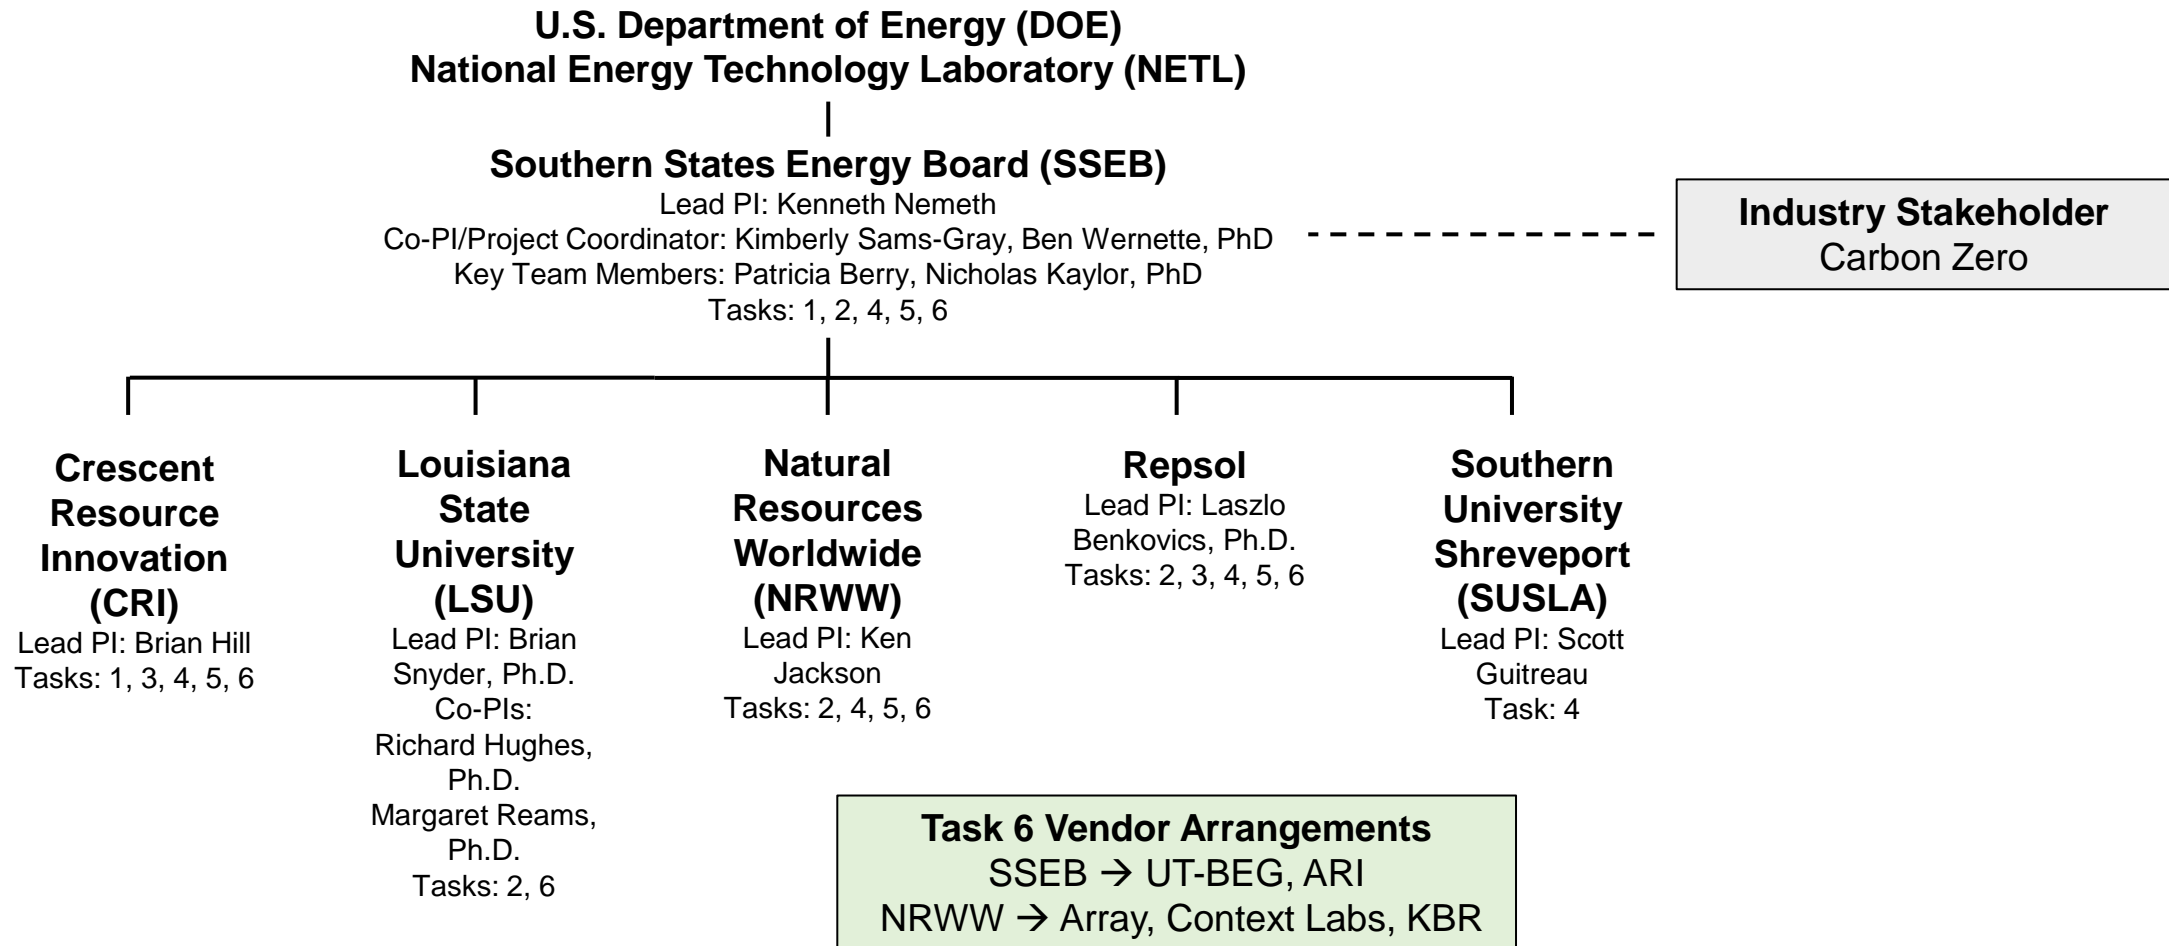 U.S. Department of Energy (DOE)
National Energy Technology Laboratory (NETL)
Southern States Energy Board (SSEB)
Lead PI: Kenneth Nemeth
Co-PI/Project Coordinator: Kimberly Sams-Gray, Ben Wernette, PhD
Key Team Members: Patricia Berry, Nicholas Kaylor, PhD
Tasks: 1, 2, 4, 5, 6
Industry Stakeholder
Carbon Zero
Crescent
Resource
Innovation
(CRI)
Lead PI: Brian Hill
Tasks: 1, 3, 4, 5, 6
Louisiana
State
University
(LSU)
Lead PI: Brian
Snyder, Ph.D.
Co-PIs:
Richard Hughes,
Ph.D.
Margaret Reams,
Ph.D.
Tasks: 2, 6
Natural
Resources
Worldwide
(NRWW)
Lead PI: Ken
Jackson
Tasks: 2, 4, 5, 6
Repsol
Lead PI: Laszlo
Benkovics, Ph.D.
Tasks: 2, 3, 4, 5, 6
Southern
University
Shreveport
(SUSLA)
Lead PI: Scott
Guitreau
Task: 4
Task 6 Vendor Arrangements
SSEB → UT-BEG, ARI
NRWW → Array, Context Labs, KBR